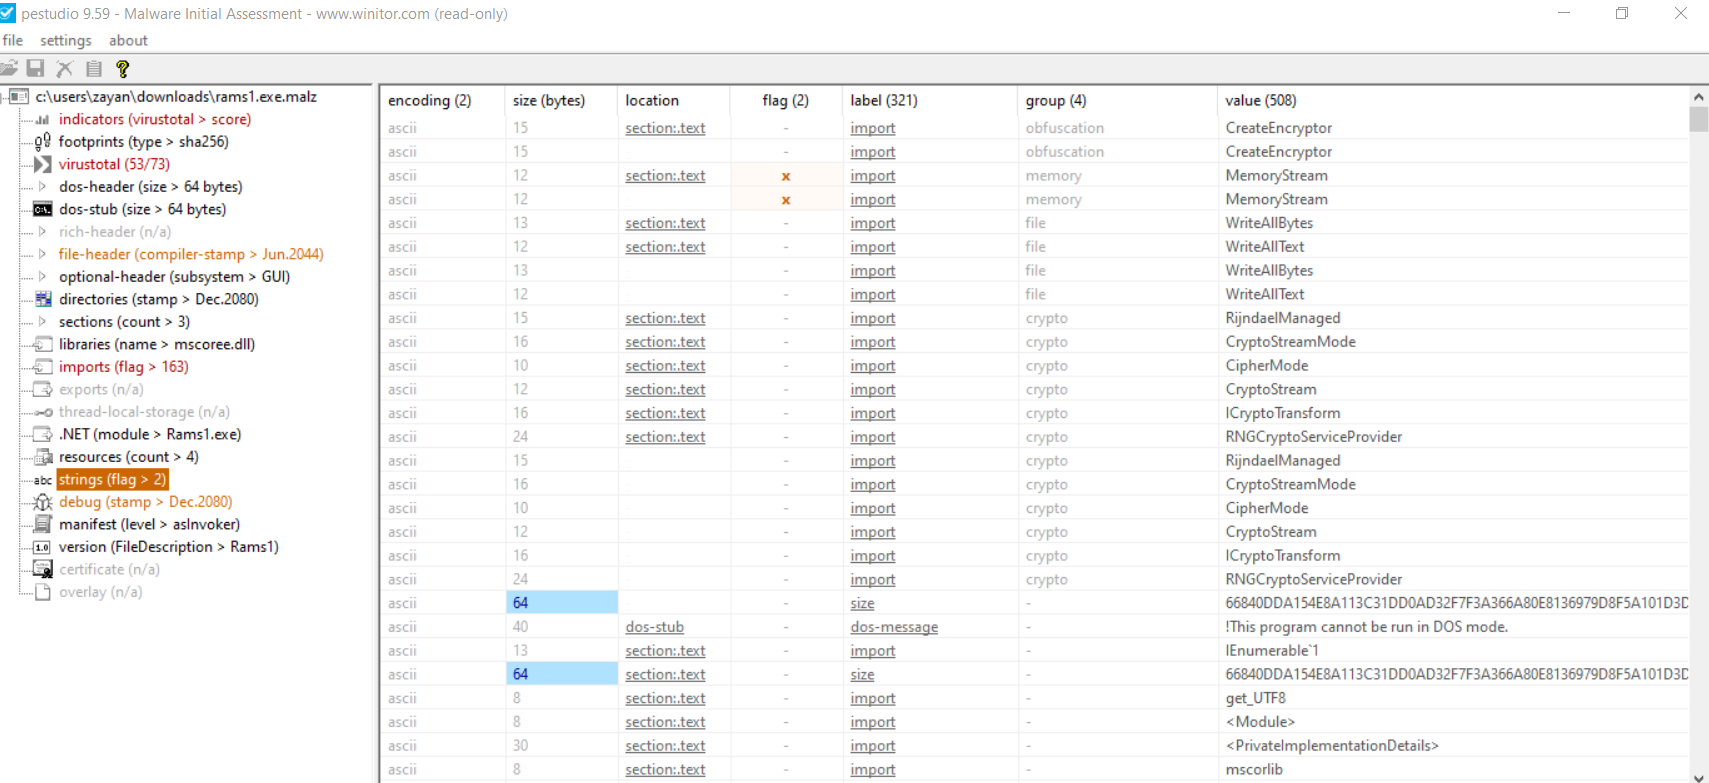 pestudio 9.59 - Malware Initial Assessment - www.winitor.com (read-only)
file settings about
c:\users\zayan\downloads\rams1.exe.malz
indicators (virustotal > score)
footprints (type > sha256)
virustotal (53/73)
dos-header (size > 64 bytes)
dos-stub (size > 64 bytes)
rich-header (n/a)
file-header (compiler-stamp > Jun.2044)
optional-header (subsystem > GUI)
directories (stamp > Dec.2080)
sections (count > 3)
libraries (name > mscoree.dll)
imports (flag > 163)
exports (n/a)
thread-local-storage (n/a)
.NET (module > Rams1.exe)
resources (count > 4)
abc strings (flag > 2)
debug (stamp > Dec.2080)
manifest (level > asInvoker)
1.0 version (FileDescription > Rams1)
certificate (n/a)
overlay (n/a)
encoding (2) size (bytes) location flag (2) label (321) group (4) value (508)
ascii 15 section:.text - import obfuscation CreateEncryptor
ascii 15 - import obfuscation CreateEncryptor
ascii 12 section:.text x import memory MemoryStream
ascii 12 x import memory MemoryStream
ascii 13 section:.text - import file WriteAllBytes
ascii 12 section:.text - import file WriteAllText
ascii 13 - import file WriteAllBytes
ascii 12 - import file WriteAllText
ascii 15 section:.text - import crypto RijndaelManaged
ascii 16 section:.text - import crypto CryptoStreamMode
ascii 10 section:.text - import crypto CipherMode
ascii 12 section:.text - import crypto CryptoStream
ascii 16 section:.text - import crypto ICryptoTransform
ascii 24 section:.text - import crypto RNGCryptoServiceProvider
ascii 15 - import crypto RijndaelManaged
ascii 16 - import crypto CryptoStreamMode
ascii 10 - import crypto CipherMode
ascii 12 - import crypto CryptoStream
ascii 16 - import crypto ICryptoTransform
ascii 24 - import crypto RNGCryptoServiceProvider
ascii 64 - size - 66840DDA154E8A113C31DD0AD32F7F3A366A80E8136979D8F5A101D3D
ascii 40 dos-stub - dos-message - !This program cannot be run in DOS mode.
ascii 13 section:.text - import - IEnumerable`1
ascii 64 section:.text - size - 66840DDA154E8A113C31DD0AD32F7F3A366A80E8136979D8F5A101D3D
ascii 8 section:.text - import - get_UTF8
ascii 8 section:.text - import - <Module>
ascii 30 section:.text - import - <PrivateImplementationDetails>
ascii 8 section:.text - import - mscorlib